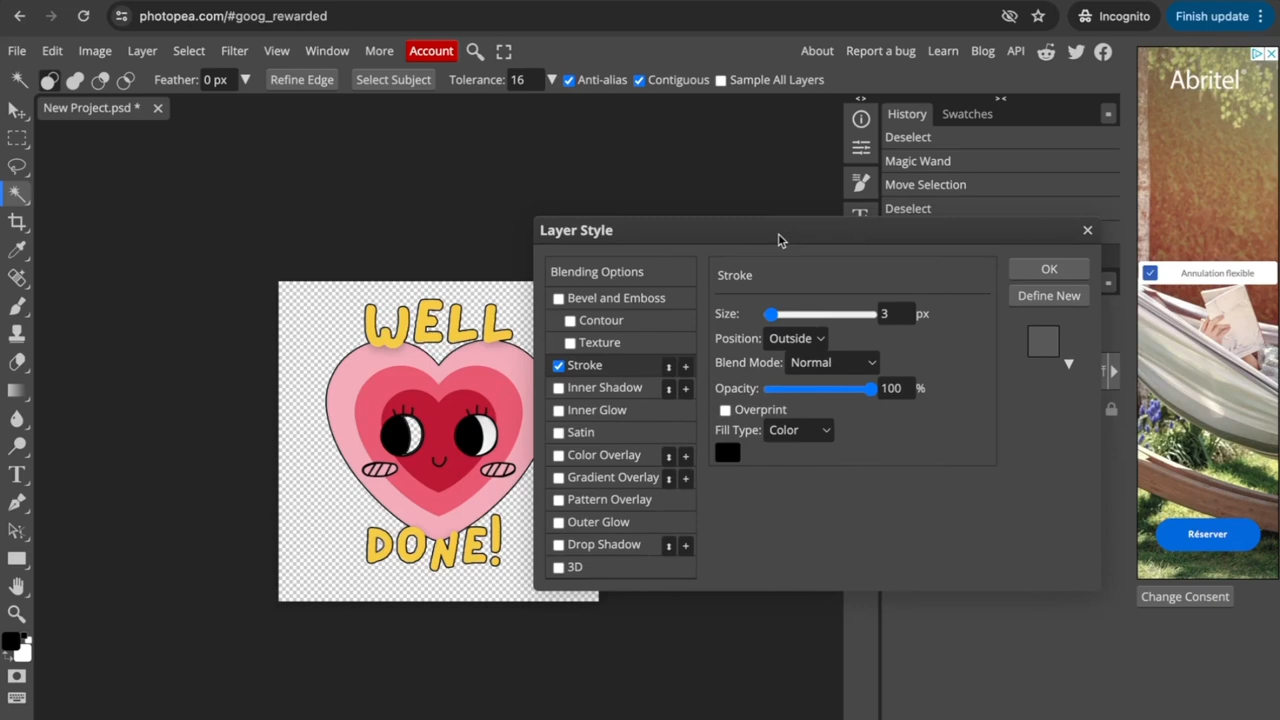 photopea.com/#goog_rewarded
Incognito
Finish update
File Edit Image Layer Select Filter View Window More Account
About Report a bug Learn Blog API
Feather: 0 px Refine Edge Select Subject Tolerance: 16 Anti-alias Contiguous Sample All Layers
New Project.psd *
History Swatches
Deselect
Magic Wand
Move Selection
Deselect
Layer Style
Blending Options
Bevel and Emboss
Contour
Texture
Stroke
Inner Shadow
Inner Glow
Satin
Color Overlay
Gradient Overlay
Pattern Overlay
Outer Glow
Drop Shadow
3D
Stroke
Size: 3 px
Position: Outside
Blend Mode: Normal
Opacity: 100 %
Overprint
Fill Type: Color
OK
Define New
WELL
DONE!
Abritel
Annulation flexible
Réserver
Change Consent